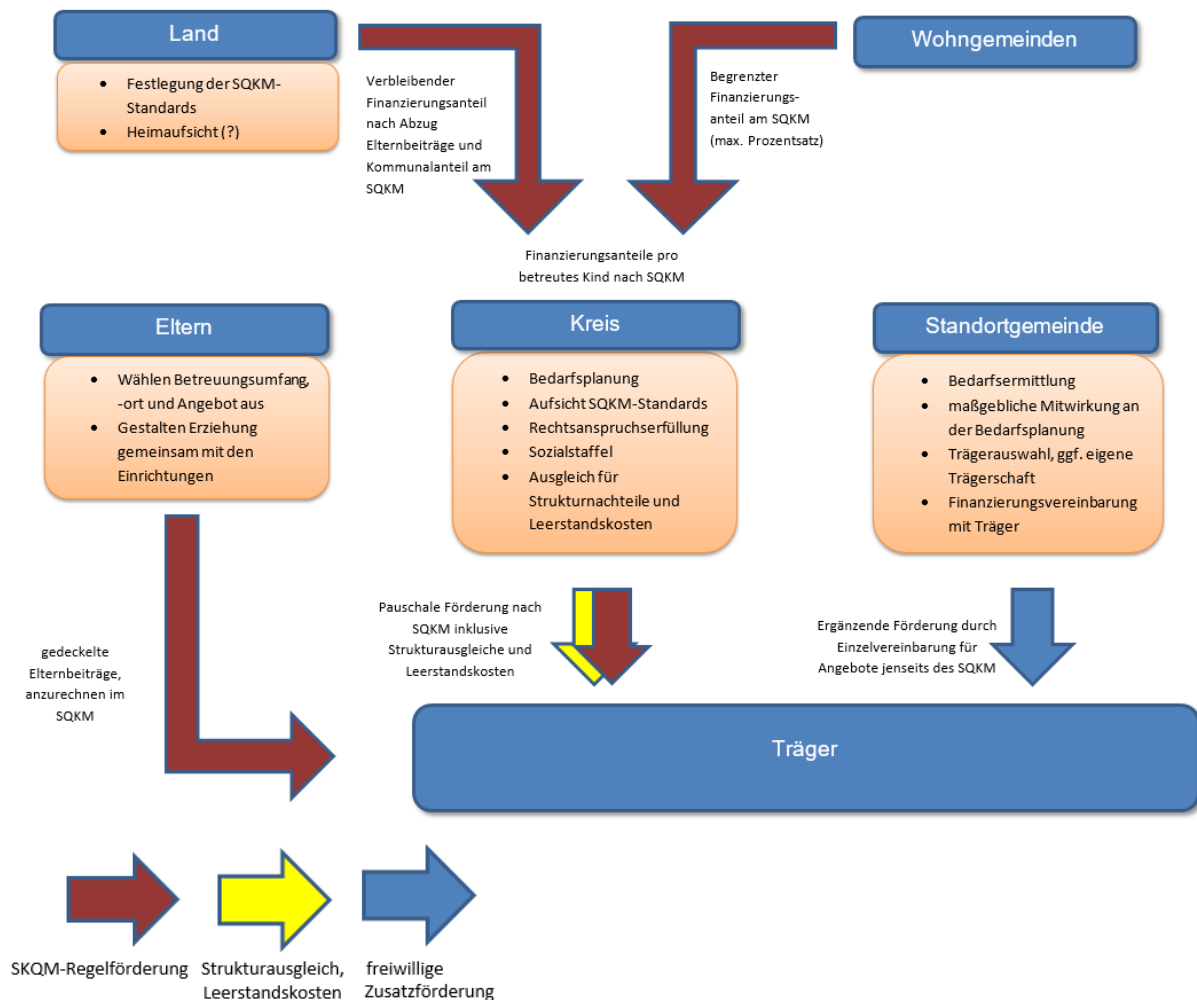 Land
• Festlegung der SQKM-
Standards
• Heimaufsicht (?)
Verbleibender
Finanzierungsanteil
nach Abzug
Elternbeiträge und
Kommunalanteil am
SQKM
Wohngemeinden
Begrenzter
Finanzierungs-
anteil am SQKM
(max. Prozentsatz)
Finanzierungsanteile pro
betreutes Kind nach SQKM
Eltern
• Wählen Betreuungsumfang,
-ort und Angebot aus
• Gestalten Erziehung
gemeinsam mit den
Einrichtungen
Kreis
• Bedarfsplanung
• Aufsicht SQKM-Standards
• Rechtsanspruchserfüllung
• Sozialstaffel
• Ausgleich für
Strukturnachteile und
Leerstandskosten
Standortgemeinde
• Bedarfsermittlung
• maßgebliche Mitwirkung an
der Bedarfsplanung
• Trägerauswahl, ggf. eigene
Trägerschaft
• Finanzierungsvereinbarung
mit Träger
gedeckelte
Elternbeiträge,
anzurechnen im
SQKM
Pauschale Förderung nach
SQKM inklusive
Strukturausgleiche und
Leerstandskosten
Ergänzende Förderung durch
Einzelvereinbarung für
Angebote jenseits des SQKM
Träger
SKQM-Regelförderung
Strukturausgleich,
Leerstandskosten
freiwillige
Zusatzförderung